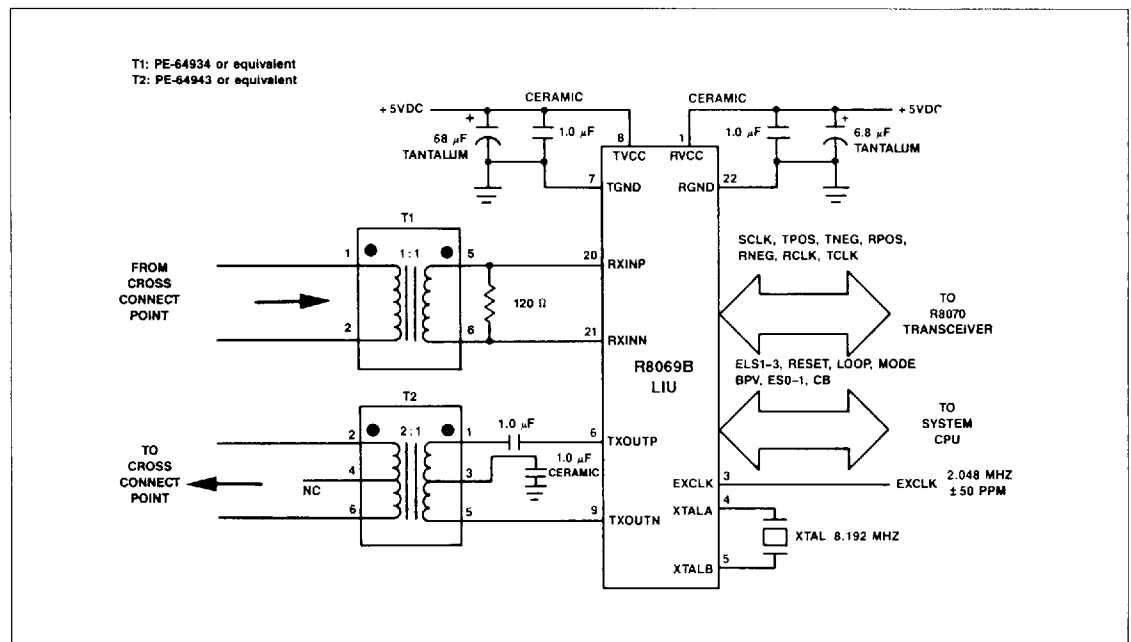 T1: PE-64934 or equivalent
T2: PE-64943 or equivalent
CERAMIC
CERAMIC
+ 5VDC
+ 5VDC
+
68 µF
TANTALUM
1.0 µF
8
TVCC
1
RVCC
1.0 µF
+
6.8 µF
TANTALUM
7
TGND
RGND
22
T1
1
1:1
5
20
RXINP
FROM
CROSS
CONNECT
POINT
120 Ω
2
6
21
RXINN
SCLK, TPOS, TNEG, RPOS,
RNEG, RCLK, TCLK
TO
R8070
TRANSCEIVER
R8069B
LIU
ELS1-3, RESET, LOOP, MODE
BPV, ES0-1, CB
TO
SYSTEM
CPU
T2
2
2:1
1
1.0 µF
6
TXOUTP
TO
CROSS
CONNECT
POINT
4
NC
3
1.0 µF
CERAMIC
6
5
9
TXOUTN
EXCLK
3
EXCLK
2.048 MHZ
±50 PPM
XTALA
4
XTAL 8.192 MHZ
XTALB
5